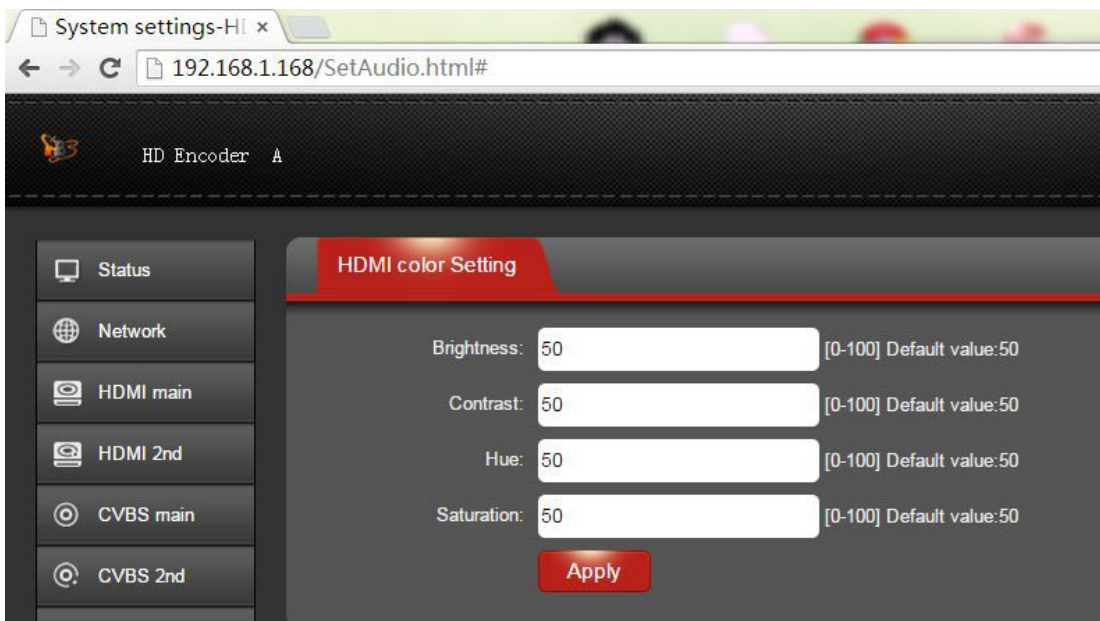 System settings-HI
192.168.1.168/SetAudio.html#
HD Encoder A
Status
Network
HDMI main
HDMI 2nd
CVBS main
CVBS 2nd
HDMI color Setting
Brightness: 50 [0-100] Default value:50
Contrast: 50 [0-100] Default value:50
Hue: 50 [0-100] Default value:50
Saturation: 50 [0-100] Default value:50
Apply